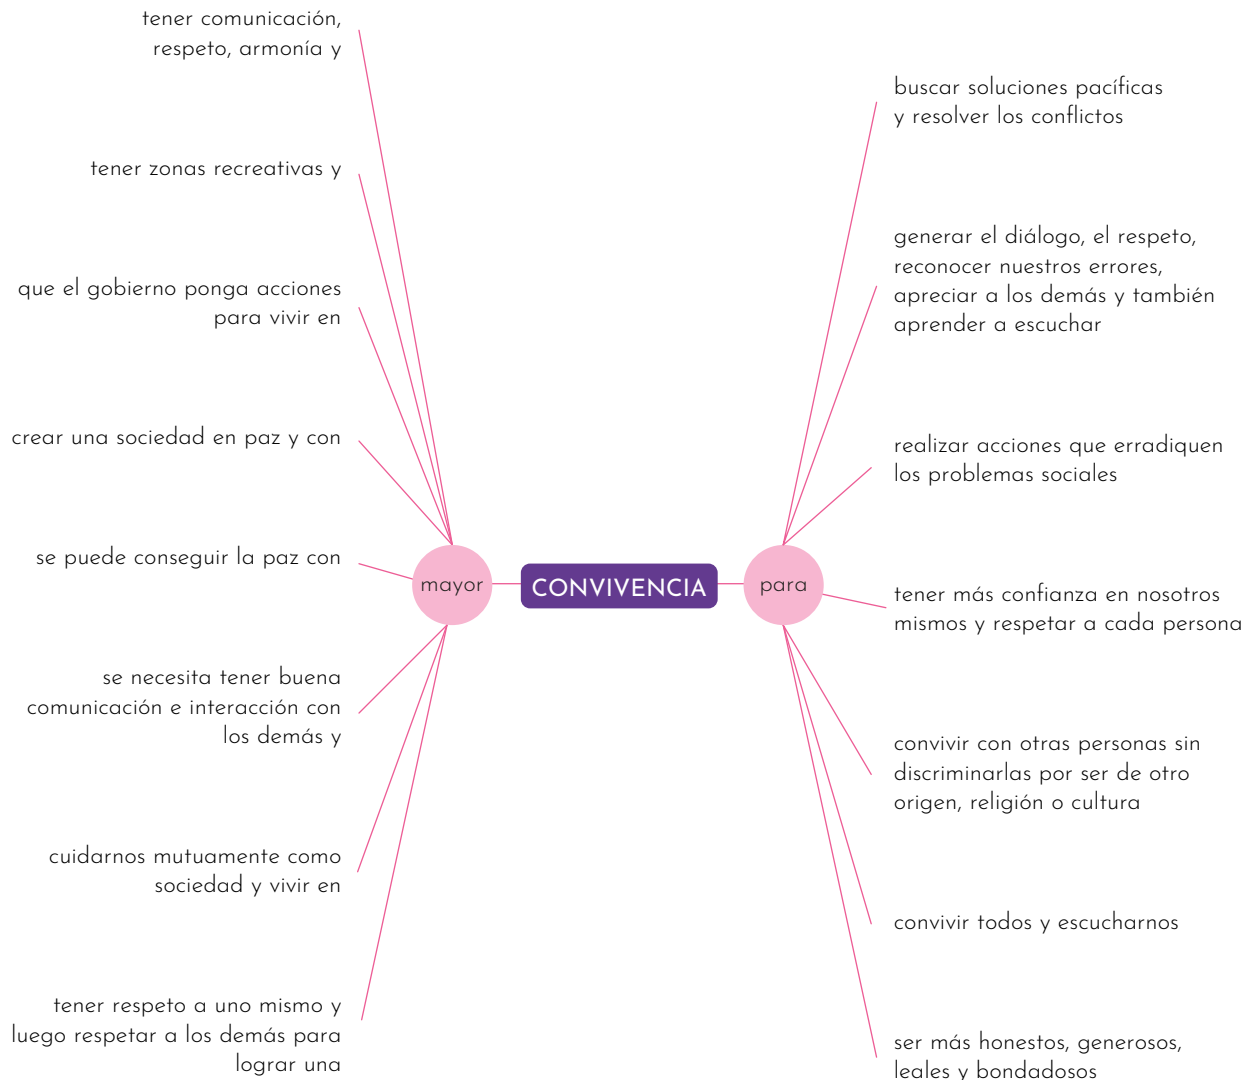 tener comunicación,
respeto, armonía y
tener zonas recreativas y
que el gobierno ponga acciones
para vivir en
crear una sociedad en paz y con
se puede conseguir la paz con
se necesita tener buena
comunicación e interacción con
los demás y
cuidarnos mutuamente como
sociedad y vivir en
tener respeto a uno mismo y
luego respetar a los demás para
lograr una
mayor
CONVIVENCIA
para
buscar soluciones pacíficas
y resolver los conflictos
generar el diálogo, el respeto,
reconocer nuestros errores,
apreciar a los demás y también
aprender a escuchar
realizar acciones que erradiquen
los problemas sociales
tener más confianza en nosotros
mismos y respetar a cada persona
convivir con otras personas sin
discriminarlas por ser de otro
origen, religión o cultura
convivir todos y escucharnos
ser más honestos, generosos,
leales y bondadosos